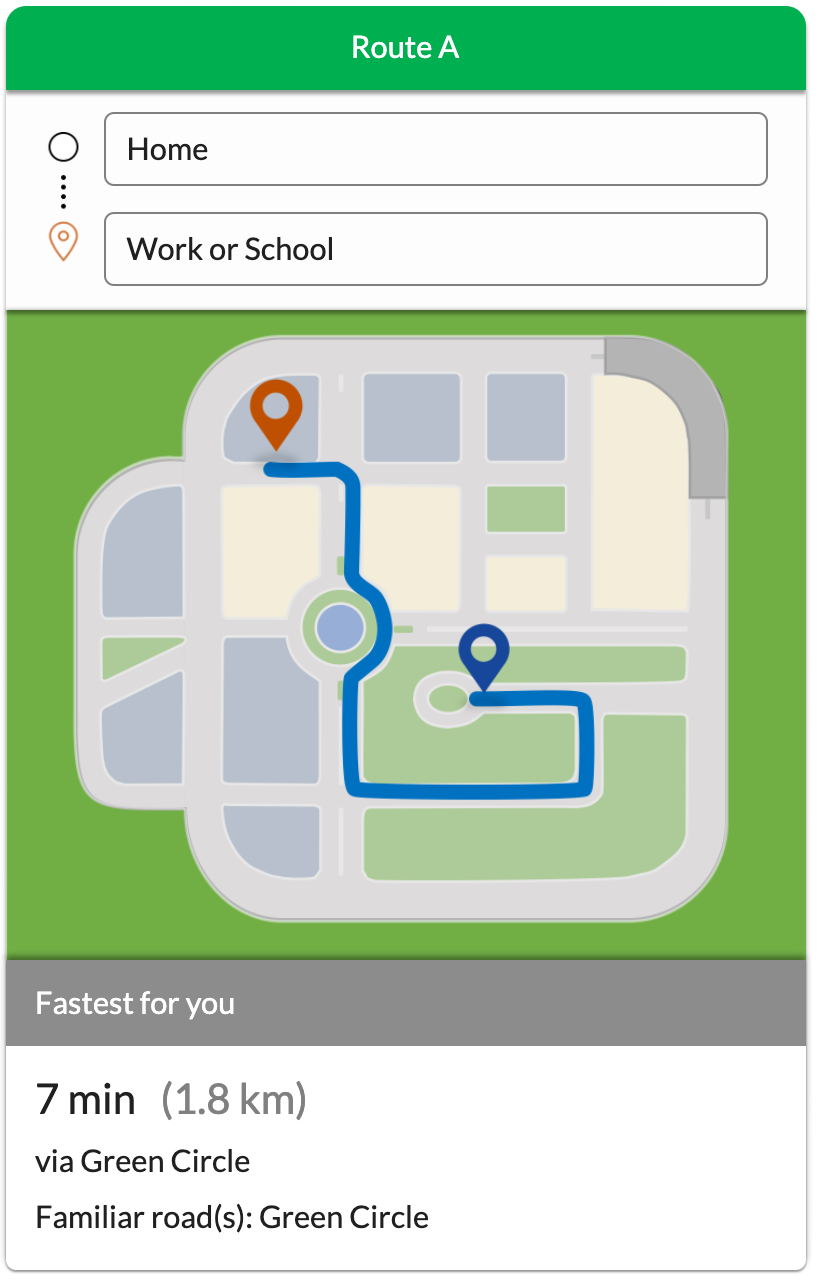 Route A
Home
Work or School
Fastest for you
7 min (1.8 km)
via Green Circle
Familiar road(s): Green Circle